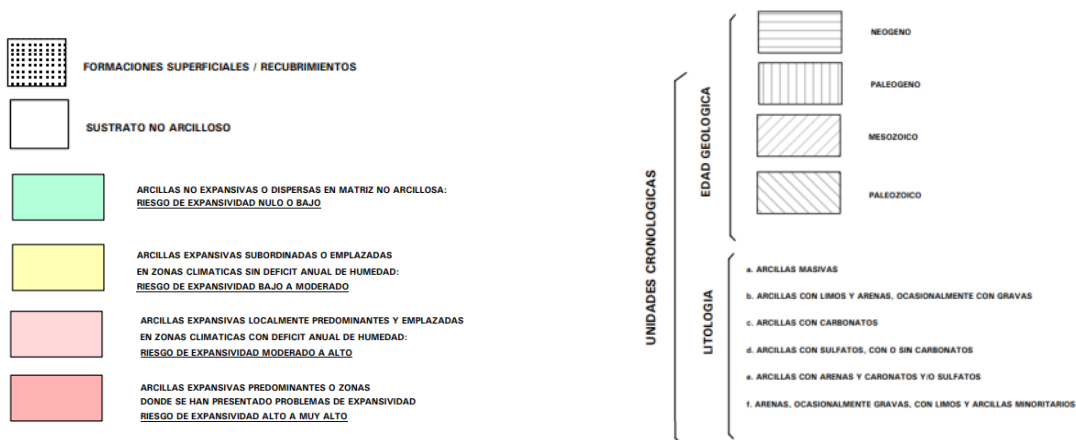 FORMACIONES SUPERFICIALES / RECUBRIMIENTOS
SUSTRATO NO ARCILLOSO
ARCILLAS NO EXPANSIVAS O DISPERSAS EN MATRIZ NO ARCILLOSA:
RIESGO DE EXPANSIVIDAD NULO O BAJO
ARCILLAS EXPANSIVAS SUBORDINADAS O EMPLAZADAS
EN ZONAS CLIMATICAS SIN DEFICIT ANUAL DE HUMEDAD:
RIESGO DE EXPANSIVIDAD BAJO A MODERADO
ARCILLAS EXPANSIVAS LOCALMENTE PREDOMINANTES Y EMPLAZADAS
EN ZONAS CLIMATICAS CON DEFICIT ANUAL DE HUMEDAD:
RIESGO DE EXPANSIVIDAD MODERADO A ALTO
ARCILLAS EXPANSIVAS PREDOMINANTES O ZONAS
DONDE SE HAN PRESENTADO PROBLEMAS DE EXPANSIVIDAD
RIESGO DE EXPANSIVIDAD ALTO A MUY ALTO
UNIDADES CRONOLOGICAS
EDAD GEOLOGICA
NEOGENO
PALEOGENO
MESOZOICO
PALEOZOICO
LITOLOGIA
a. ARCILLAS MASIVAS
b. ARCILLAS CON LIMOS Y ARENAS, OCASIONALMENTE CON GRAVAS
c. ARCILLAS CON CARBONATOS
d. ARCILLAS CON SULFATOS, CON O SIN CARBONATOS
e. ARCILLAS CON ARENAS Y CARONATOS Y/O SULFATOS
f. ARENAS, OCASIONALMENTE GRAVAS, CON LIMOS Y ARCILLAS MINORITARIOS